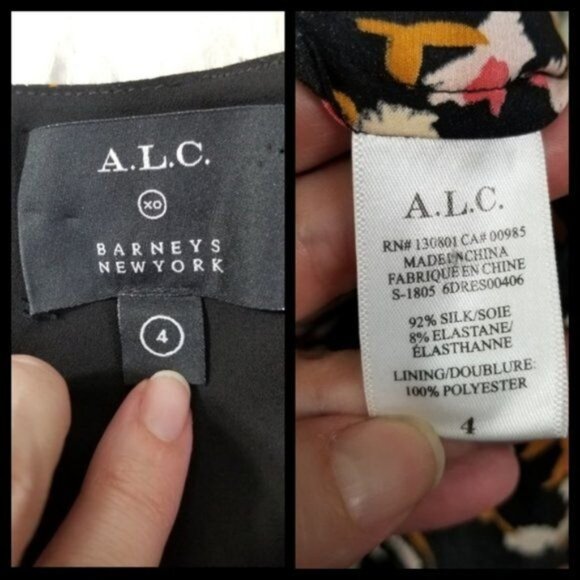 A.L.C.
XO
BARNEYS
NEW YORK
4
A.L.C.
RN# 130801 CA# 00985
MADE IN CHINA
FABRIQUÉ EN CHINE
S-1805 6DRES00406
92% SILK/SOIE
8% ELASTANE/
ÉLASTHANNE
LINING/DOUBLURE:
100% POLYESTER
4